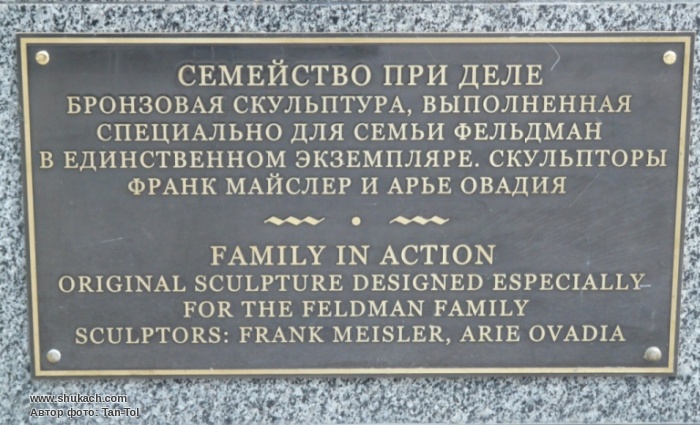 СЕМЕЙСТВО ПРИ ДЕЛЕ
БРОНЗОВАЯ СКУЛЬПТУРА, ВЫПОЛНЕННАЯ
СПЕЦИАЛЬНО ДЛЯ СЕМЬИ ФЕЛЬДМАН
В ЕДИНСТВЕННОМ ЭКЗЕМПЛЯРЕ. СКУЛЬПТОРЫ
ФРАНК МАЙСЛЕР И АРЬЕ ОВАДИЯ
FAMILY IN ACTION
ORIGINAL SCULPTURE DESIGNED ESPECIALLY
FOR THE FELDMAN FAMILY
SCULPTORS: FRANK MEISLER, ARIE OVADIA
www.shukach.com
Автор фото: Tan-Tol